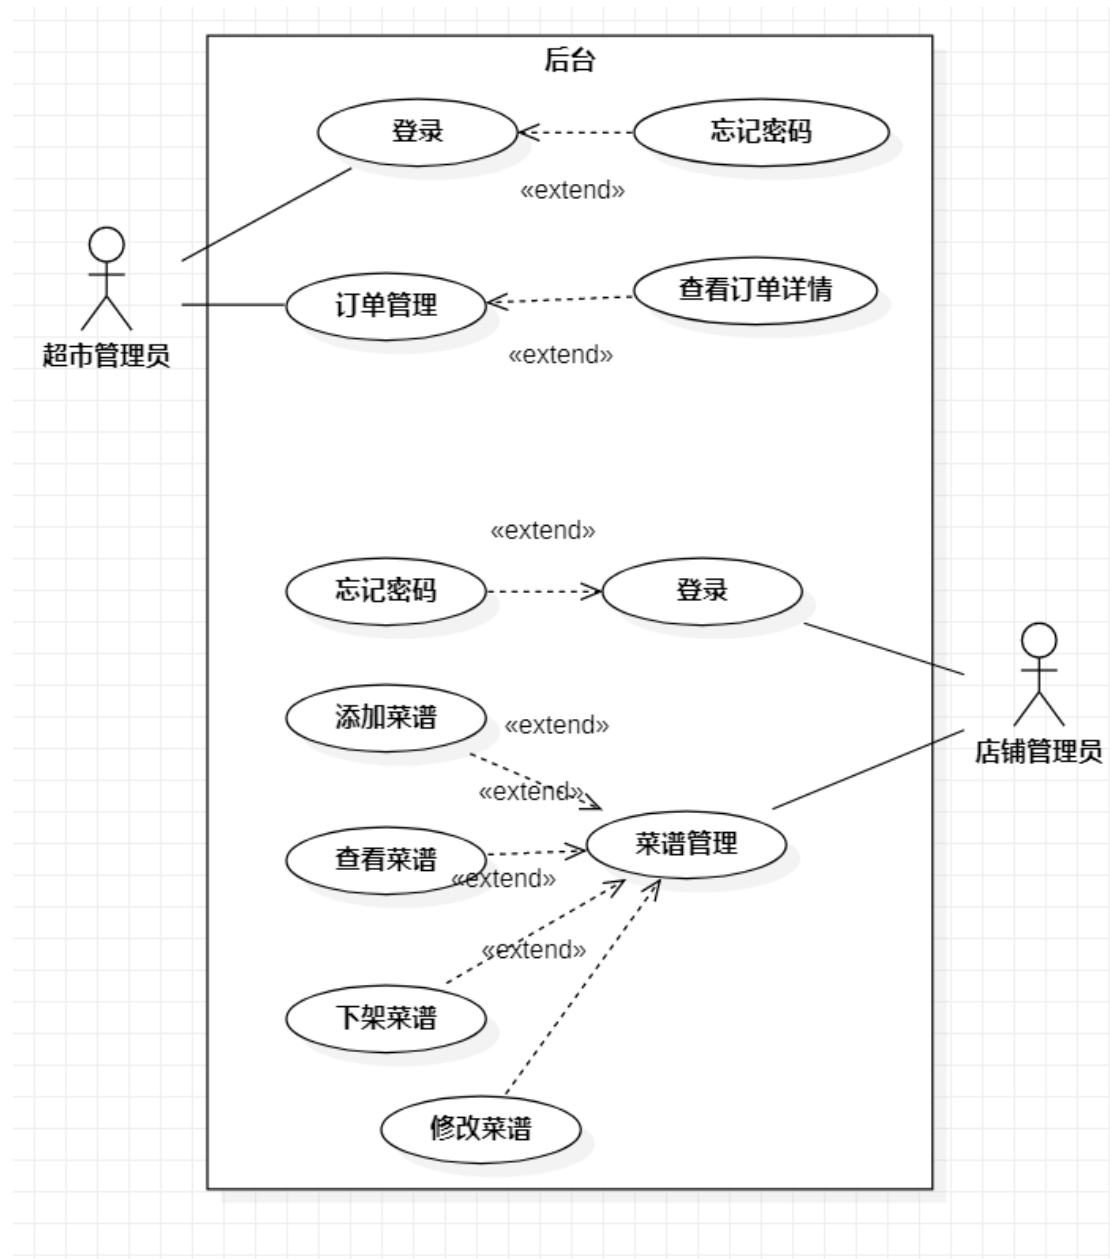 后台
登录
忘记密码
«extend»
订单管理
查看订单详情
«extend»
超市管理员
«extend»
忘记密码
登录
添加菜谱
«extend»
店铺管理员
«extend»
菜谱管理
查看菜谱
«extend»
«extend»
下架菜谱
修改菜谱